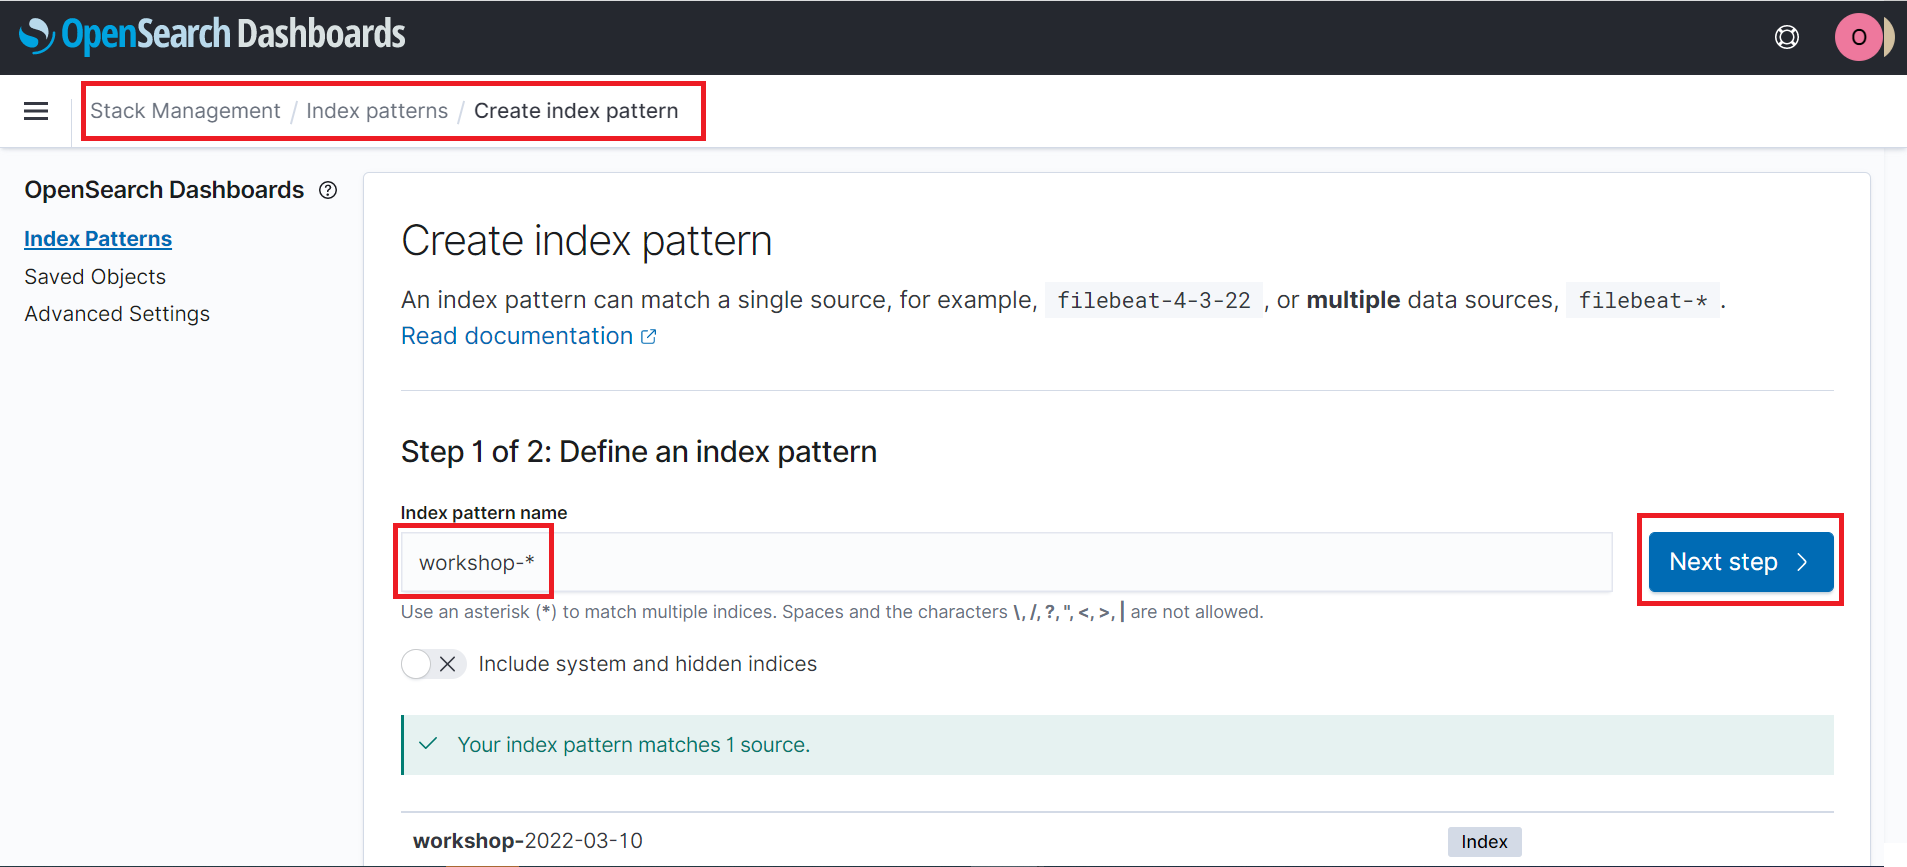 OpenSearch Dashboards
O
Stack Management / Index patterns / Create index pattern
OpenSearch Dashboards
Index Patterns
Saved Objects
Advanced Settings
Create index pattern
An index pattern can match a single source, for example, filebeat-4-3-22 , or multiple data sources, filebeat-* .
Read documentation
Step 1 of 2: Define an index pattern
Index pattern name
workshop-*
Next step
Use an asterisk (*) to match multiple indices. Spaces and the characters \, /, ?, ", <, >, | are not allowed.
Include system and hidden indices
Your index pattern matches 1 source.
workshop-2022-03-10 Index